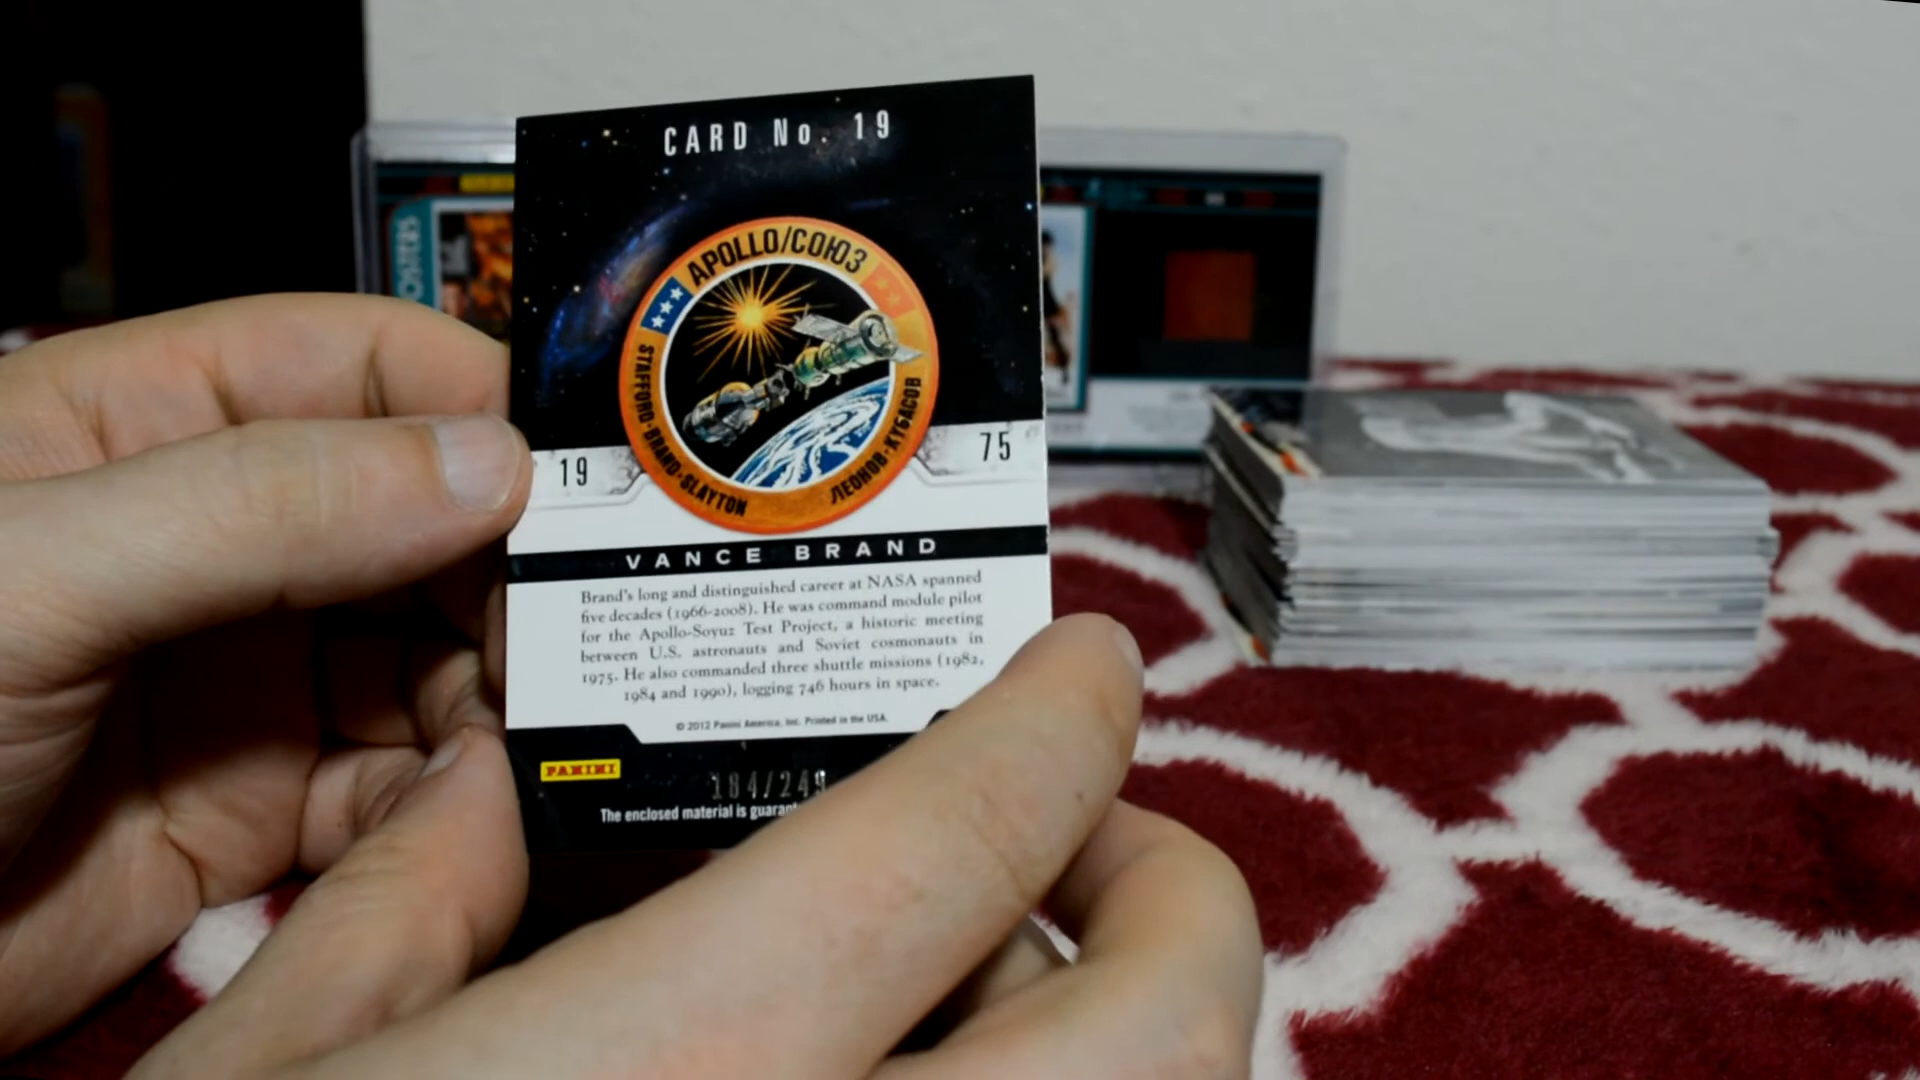 CARD No. 19
APOLLO/СОЮЗ
STAFFORD·BRAND·SLAYTON
ЛЕОНОВ·КУБАСОВ
19
75
VANCE BRAND
Brand's long and distinguished career at NASA spanned
five decades (1966-2008). He was command module pilot
for the Apollo-Soyuz Test Project, a historic meeting
between U.S. astronauts and Soviet cosmonauts in
1975. He also commanded three shuttle missions (1982,
1984 and 1990), logging 746 hours in space.
© 2012 Panini America, Inc. Printed in the USA.
PANINI
184/249
The enclosed material is
POSTERS